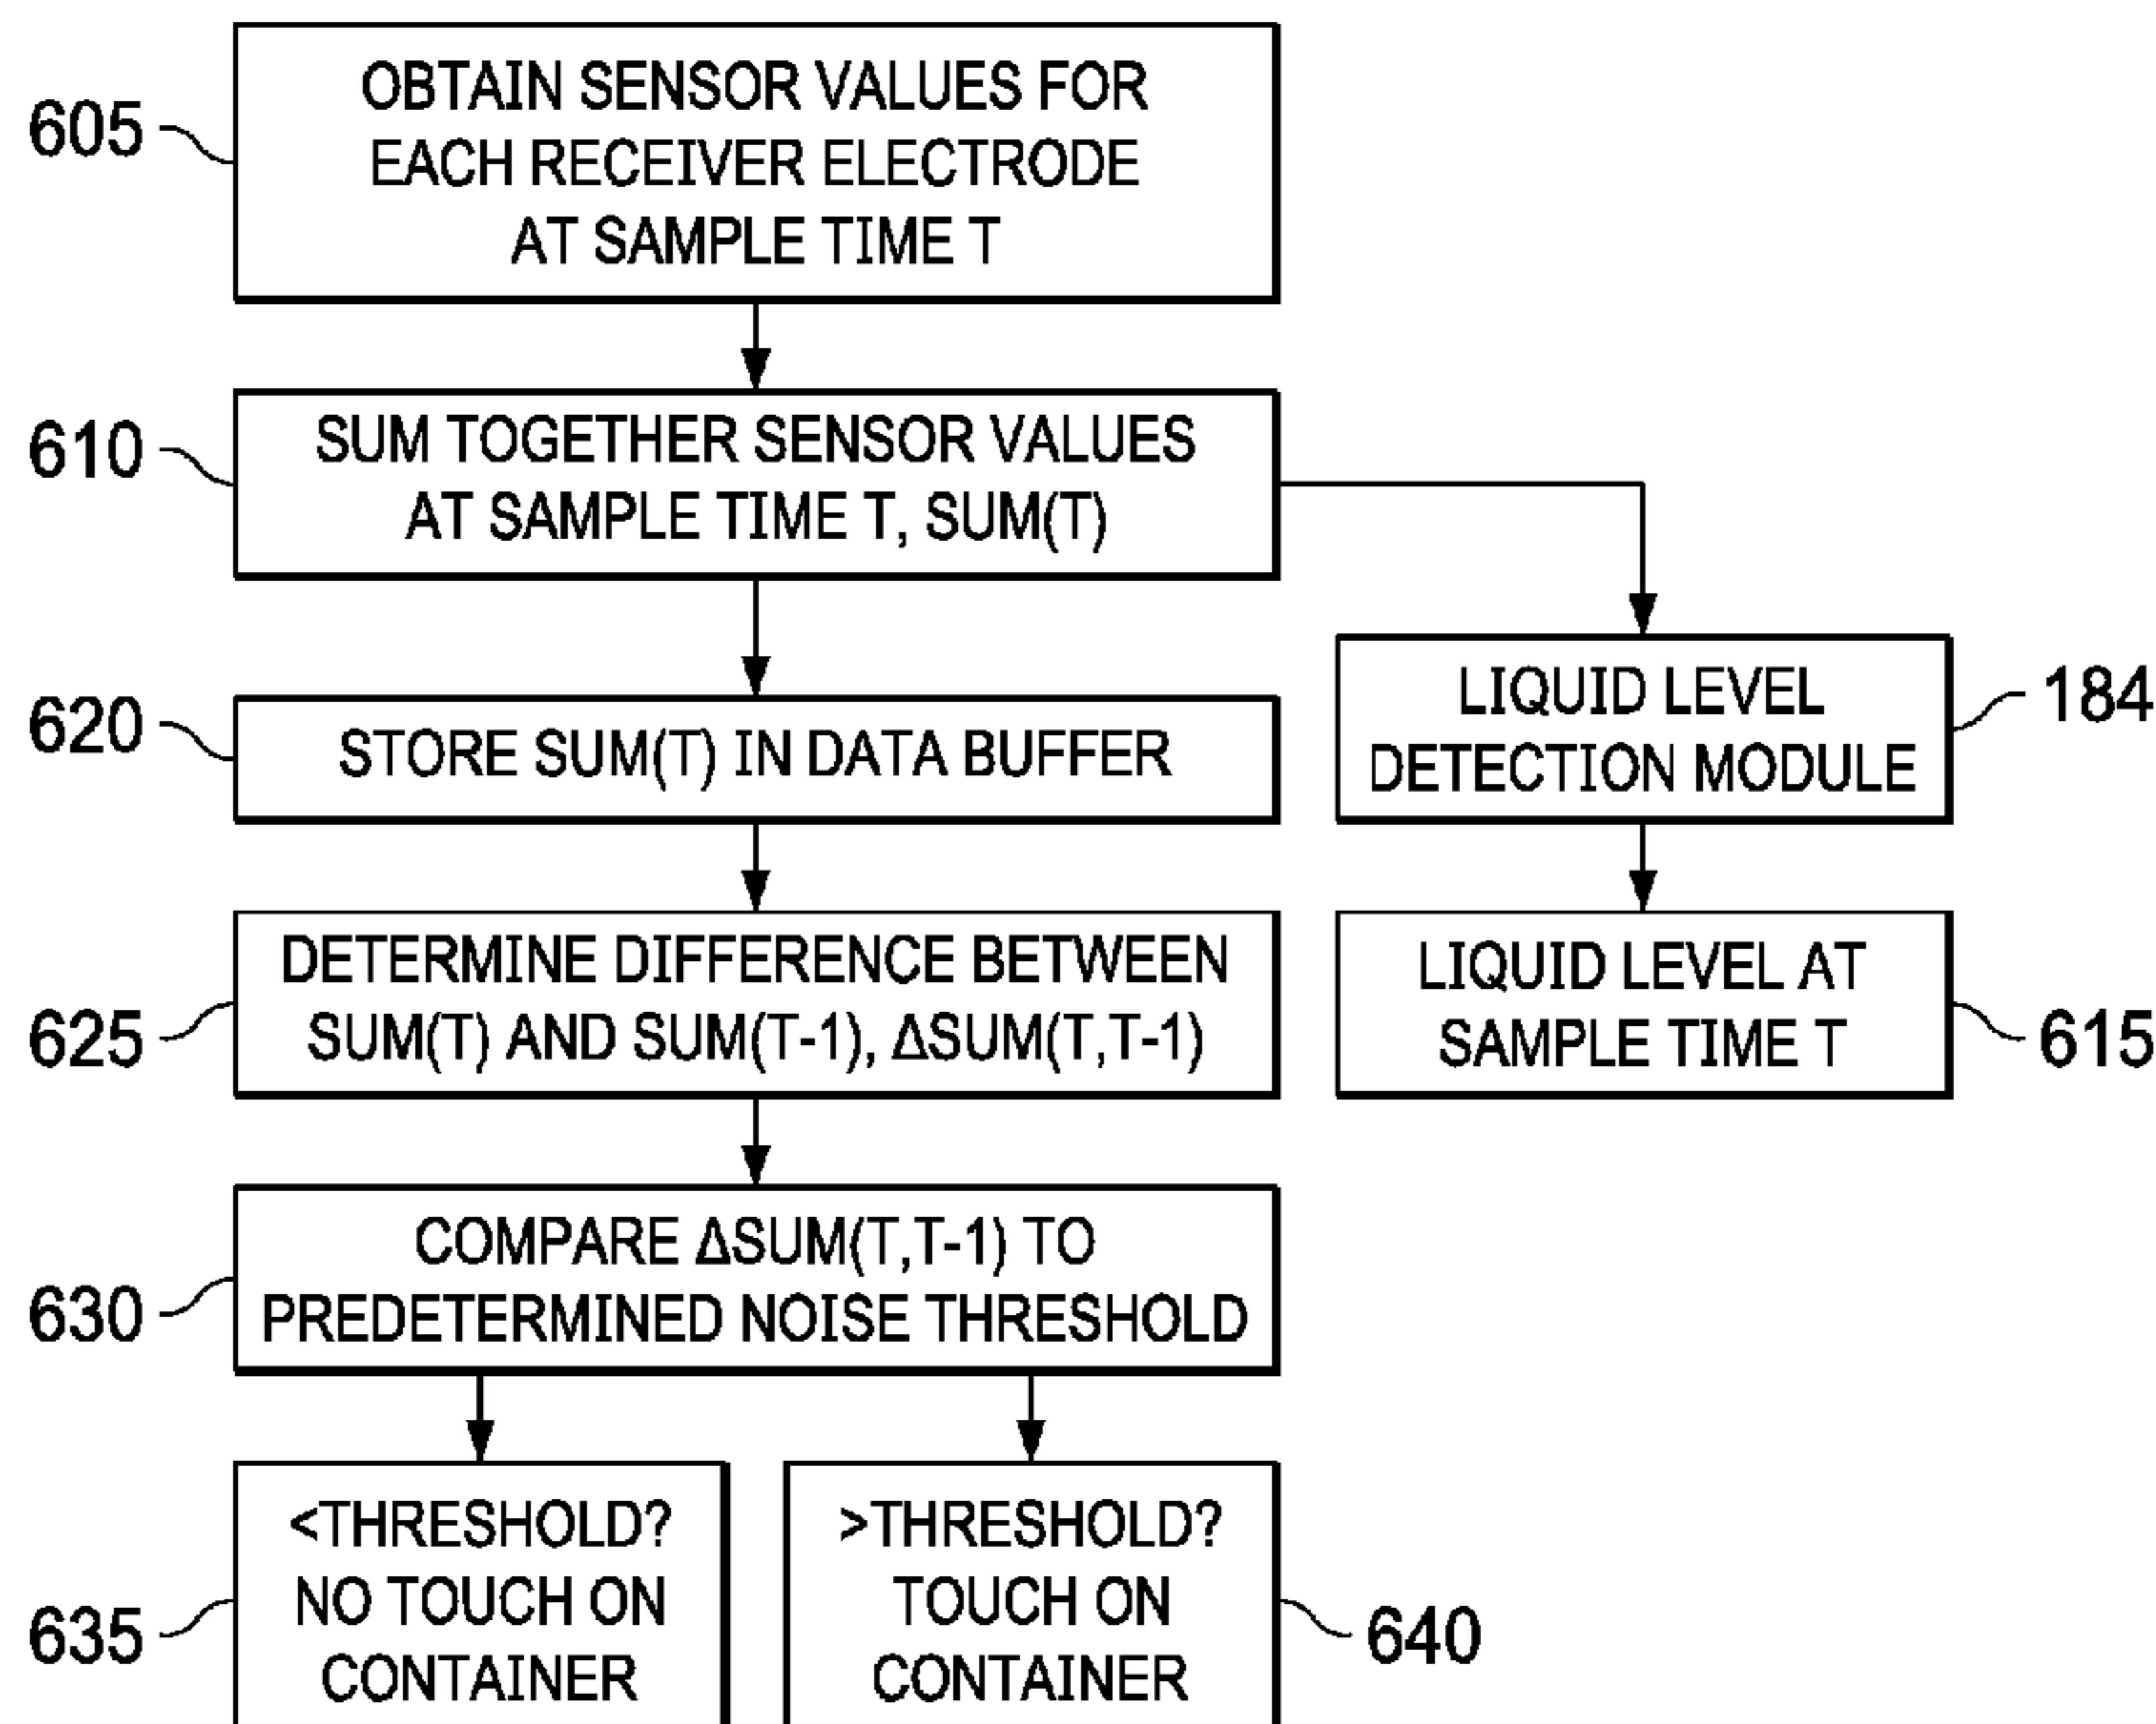 605
OBTAIN SENSOR VALUES FOR
EACH RECEIVER ELECTRODE
AT SAMPLE TIME T
610
SUM TOGETHER SENSOR VALUES
AT SAMPLE TIME T, SUM(T)
620
STORE SUM(T) IN DATA BUFFER
LIQUID LEVEL
DETECTION MODULE
184
625
DETERMINE DIFFERENCE BETWEEN
SUM(T) AND SUM(T-1), ΔSUM(T,T-1)
LIQUID LEVEL AT
SAMPLE TIME T
615
630
COMPARE ΔSUM(T,T-1) TO
PREDETERMINED NOISE THRESHOLD
635
<THRESHOLD?
NO TOUCH ON
CONTAINER
>THRESHOLD?
TOUCH ON
CONTAINER
640